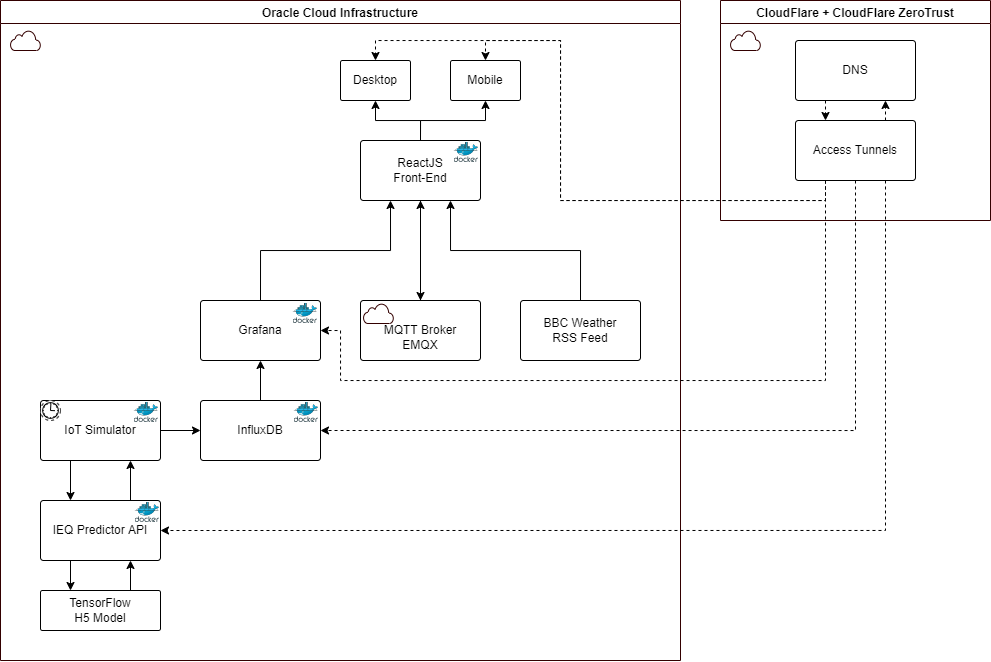 Oracle Cloud Infrastructure
CloudFlare + CloudFlare ZeroTrust
Desktop
Mobile
DNS
Access Tunnels
docker
ReactJS
Front-End
docker
Grafana
MQTT Broker
EMQX
BBC Weather
RSS Feed
docker
IoT Simulator
docker
InfluxDB
docker
IEQ Predictor API
TensorFlow
H5 Model